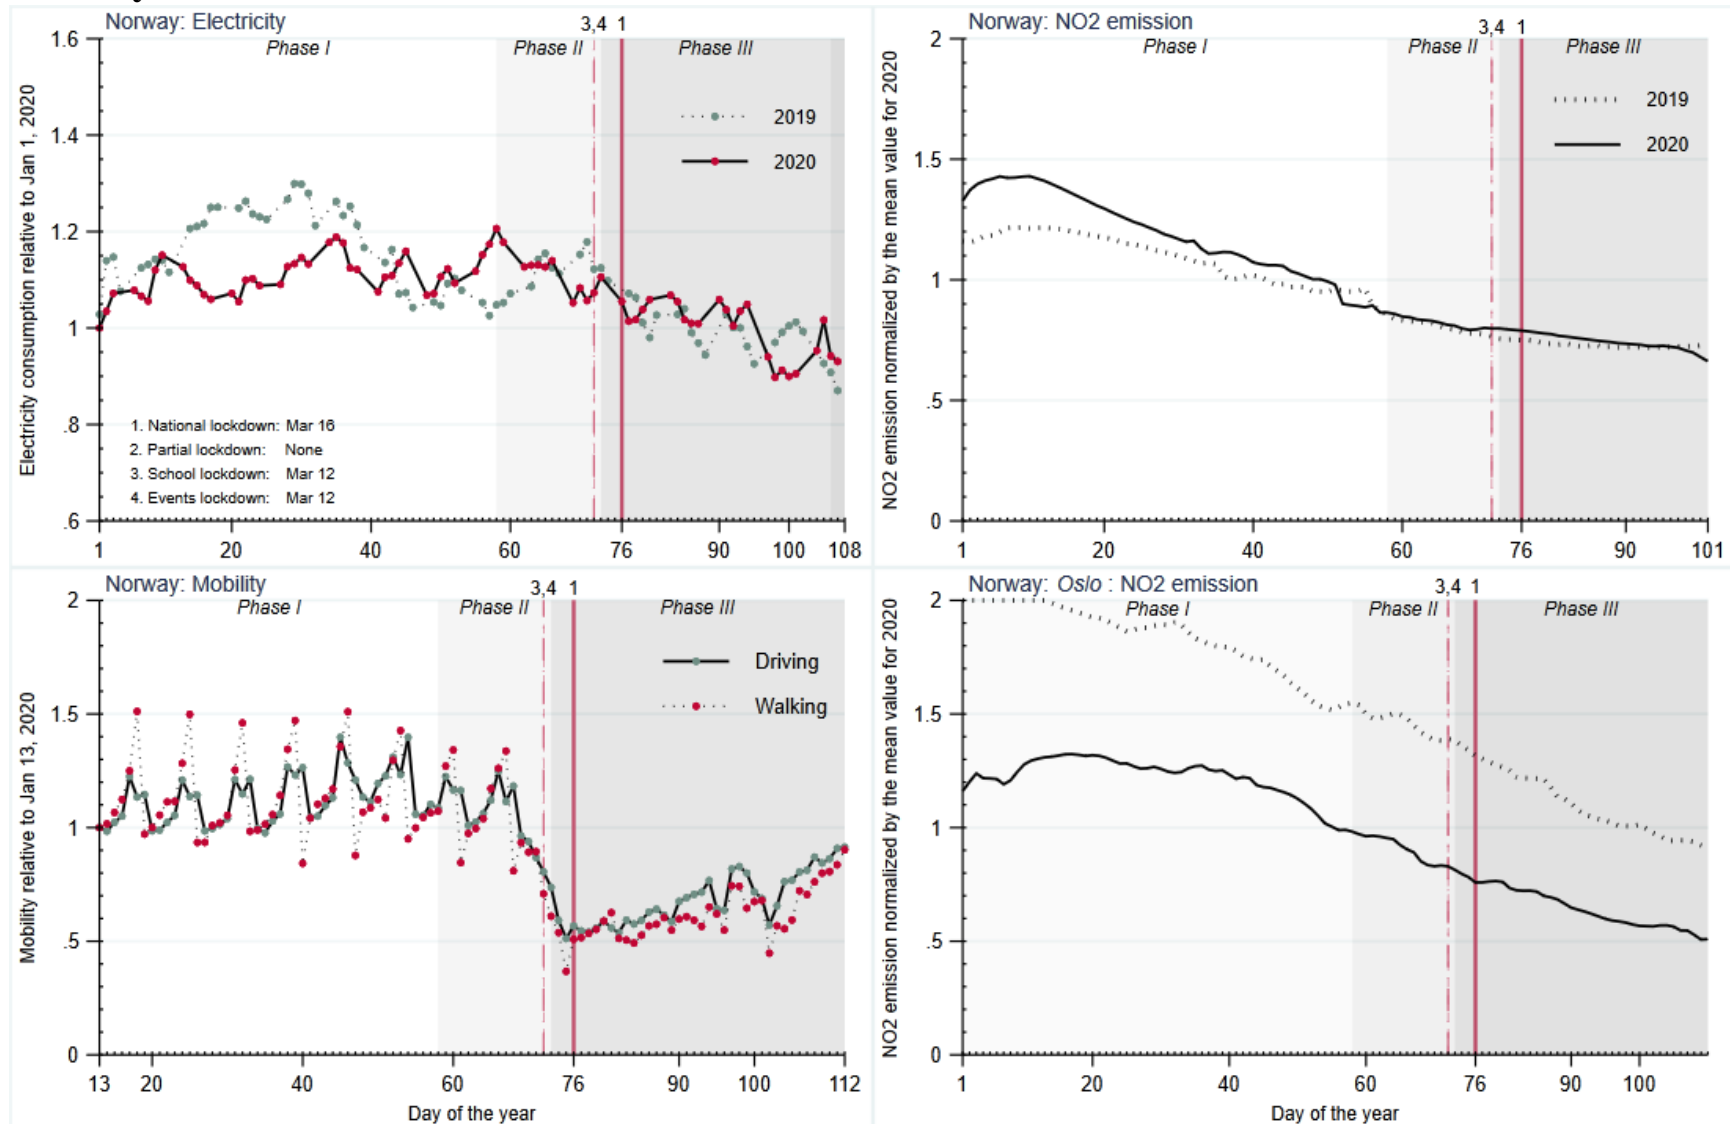 Norway: Electricity
3,4 1
Phase I
Phase II
Phase III
Electricity consumption relative to Jan 1, 2020
1.6
1.4
1.2
1
.8
.6
2019
2020
1. National lockdown: Mar 16
2. Partial lockdown: None
3. School lockdown: Mar 12
4. Events lockdown: Mar 12
1 20 40 60 76 90 100 108
Norway: NO2 emission
3,4 1
Phase I
Phase II
Phase III
NO2 emission normalized by the mean value for 2020
2
1.5
1
.5
0
2019
2020
1 20 40 60 76 90 101
Norway: Mobility
3,4 1
Phase I
Phase II
Phase III
Mobility relative to Jan 13, 2020
2
1.5
1
.5
0
Driving
Walking
13 20 40 60 76 90 100 112
Day of the year
Norway: Oslo : NO2 emission
3,4 1
Phase I
Phase II
Phase III
NO2 emission normalized by the mean value for 2020
2
1.5
1
.5
0
1 20 40 60 76 90 100
Day of the year